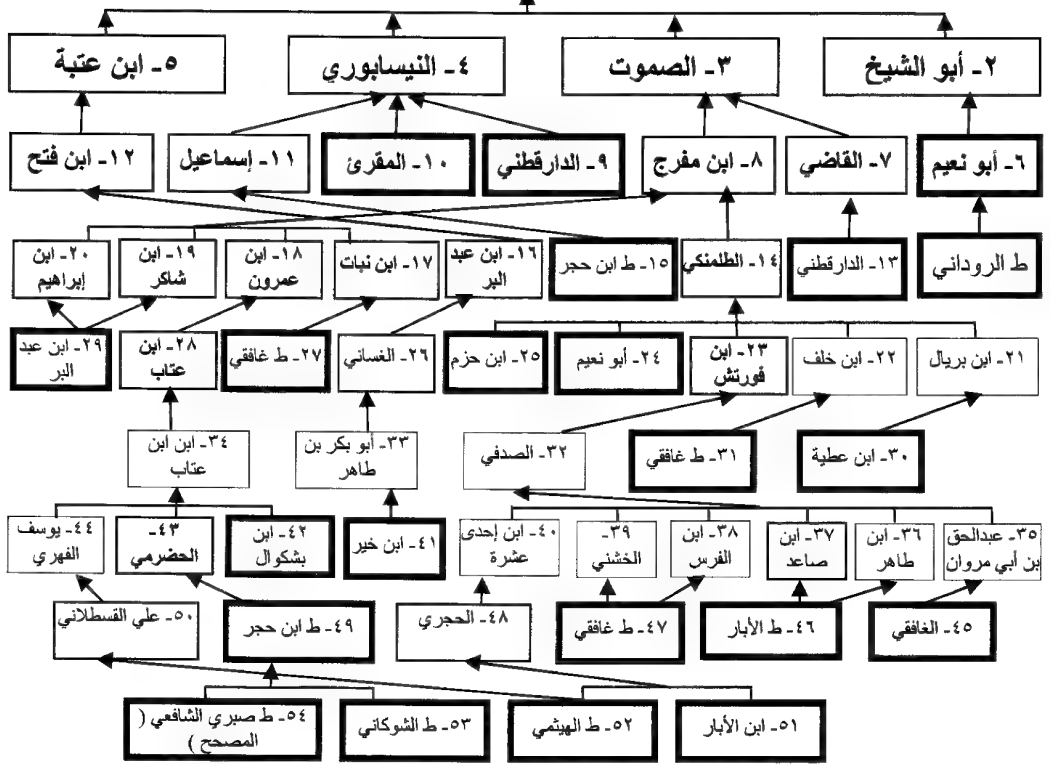 ٢- أبو الشيخ
٣- الصموت
٤- النيسابوري
٥- ابن عتبة
٦- أبو نعيم
٧- القاضي
٨- ابن مفرج
٩- الدارقطني
١٠- المقرئ
١١- إسماعيل
١٢- ابن فتح
ط الروداني
١٣- الدارقطني
١٤- الطلمنكي
١٥- ط ابن حجر
١٦- ابن عبد
البر
١٧- ابن نبات
١٨- ابن
عمرون
١٩- ابن
شاكر
٢٠- ابن
إبراهيم
٢١- ابن بريال
٢٢- ابن خلف
٢٣- ابن
فورتش
٢٤- أبو نعيم
٢٥- ابن حزم
٢٦- الغساني
٢٧- ط غافقي
٢٨- ابن
عتاب
٢٩- ابن عبد
البر
٣٠- ابن عطية
٣١- ط غافقي
٣٢- الصدفي
٣٣- أبو بكر بن
طاهر
٣٤- ابن ابن
عتاب
٣٥- عبدالحق
بن أبي مروان
٣٦- ابن
طاهر
٣٧- ابن
صاعد
٣٨- ابن
الفرس
٣٩-
الخشني
٤٠- ابن إحدى
عشرة
٤١- ابن خير
٤٢- ابن
بشكوال
٤٣-
الحضرمي
٤٤- يوسف
الفهري
٤٥- الغافقي
٤٦- ط الأبار
٤٧- ط غافقي
٤٨- الحجري
٤٩- ط ابن حجر
٥٠- علي القسطلاني
٥١- ابن الأبار
٥٢- ط الهيثمي
٥٣- ط الشوكاني
٥٤- ط صبري الشافعي (
المصحح )